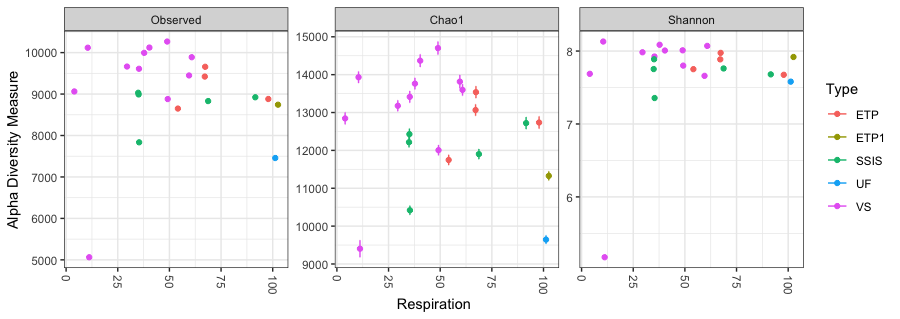 Observed
Chao1
Shannon
Alpha Diversity Measure
10000
9000
8000
7000
6000
5000
0
25
50
75
100
15000
14000
13000
12000
11000
10000
9000
0
25
50
75
100
8
7
6
0
25
50
75
100
Respiration
Type
ETP
ETP1
SSIS
UF
VS